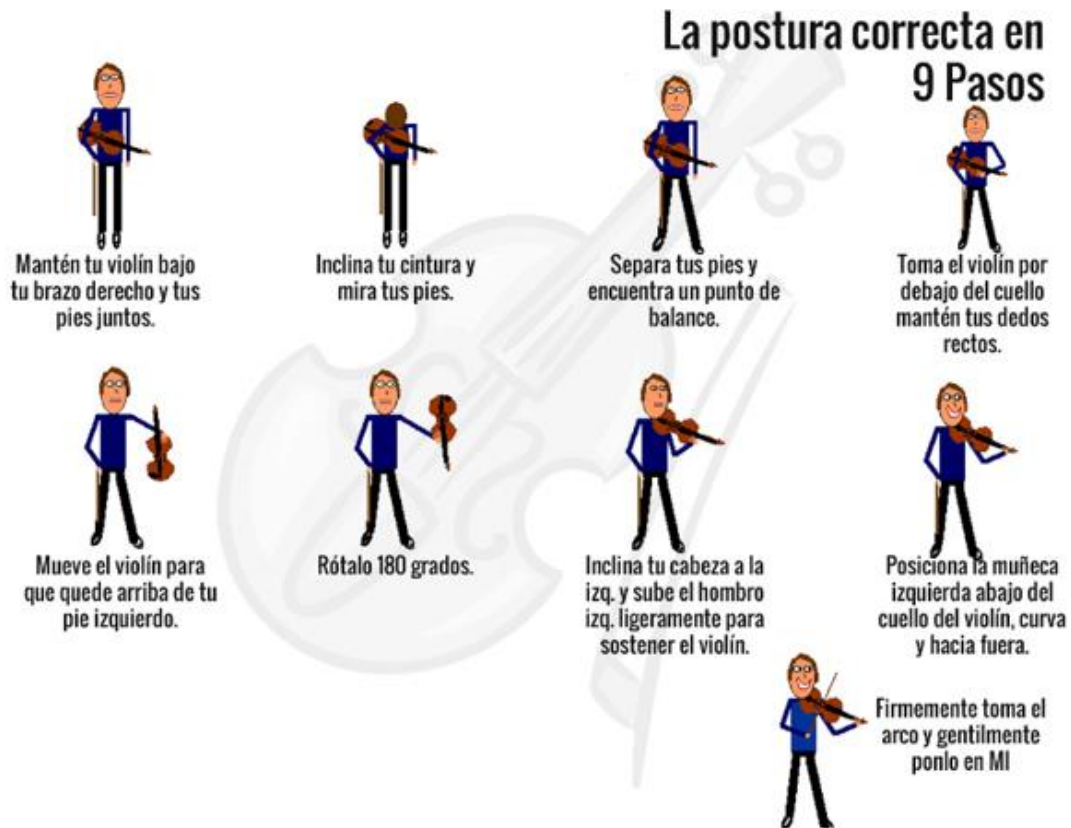 La postura correcta en
9 Pasos
Mantén tu violín bajo
tu brazo derecho y tus
pies juntos.
Inclina tu cintura y
mira tus pies.
Separa tus pies y
encuentra un punto de
balance.
Toma el violín por
debajo del cuello
mantén tus dedos
rectos.
Mueve el violín para
que quede arriba de tu
pie izquierdo.
Rótalo 180 grados.
Inclina tu cabeza a la
izq. y sube el hombro
izq. ligeramente para
sostener el violín.
Posiciona la muñeca
izquierda abajo del
cuello del violín, curva
y hacia fuera.
Firmemente toma el
arco y gentilmente
ponlo en MI